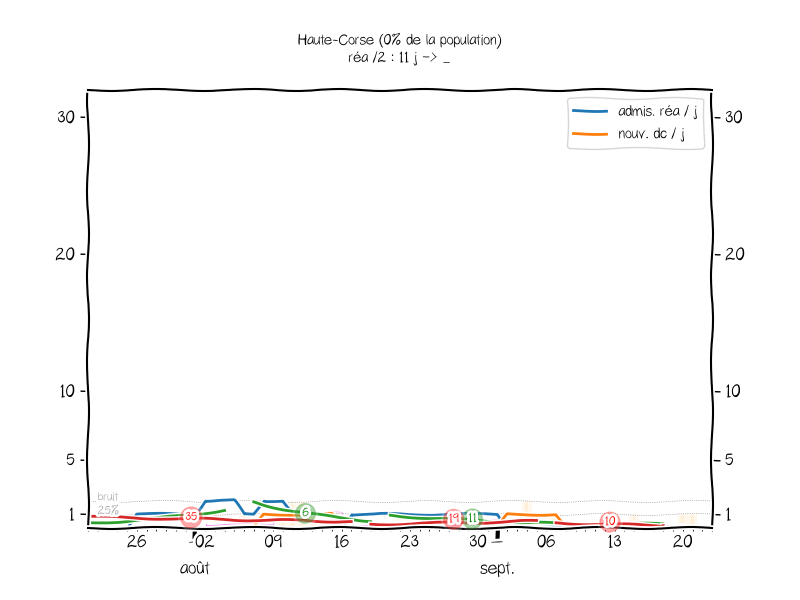 Haute-Corse (0% de la population)
réa /2 : 11 j -> _
admis. réa / j
nouv. dc / j
30 30
20 20
10 10
5 5
bruit
25%
1 1
35 6 19 11 10
26 02 09 16 23 30 06 13 20
août sept.